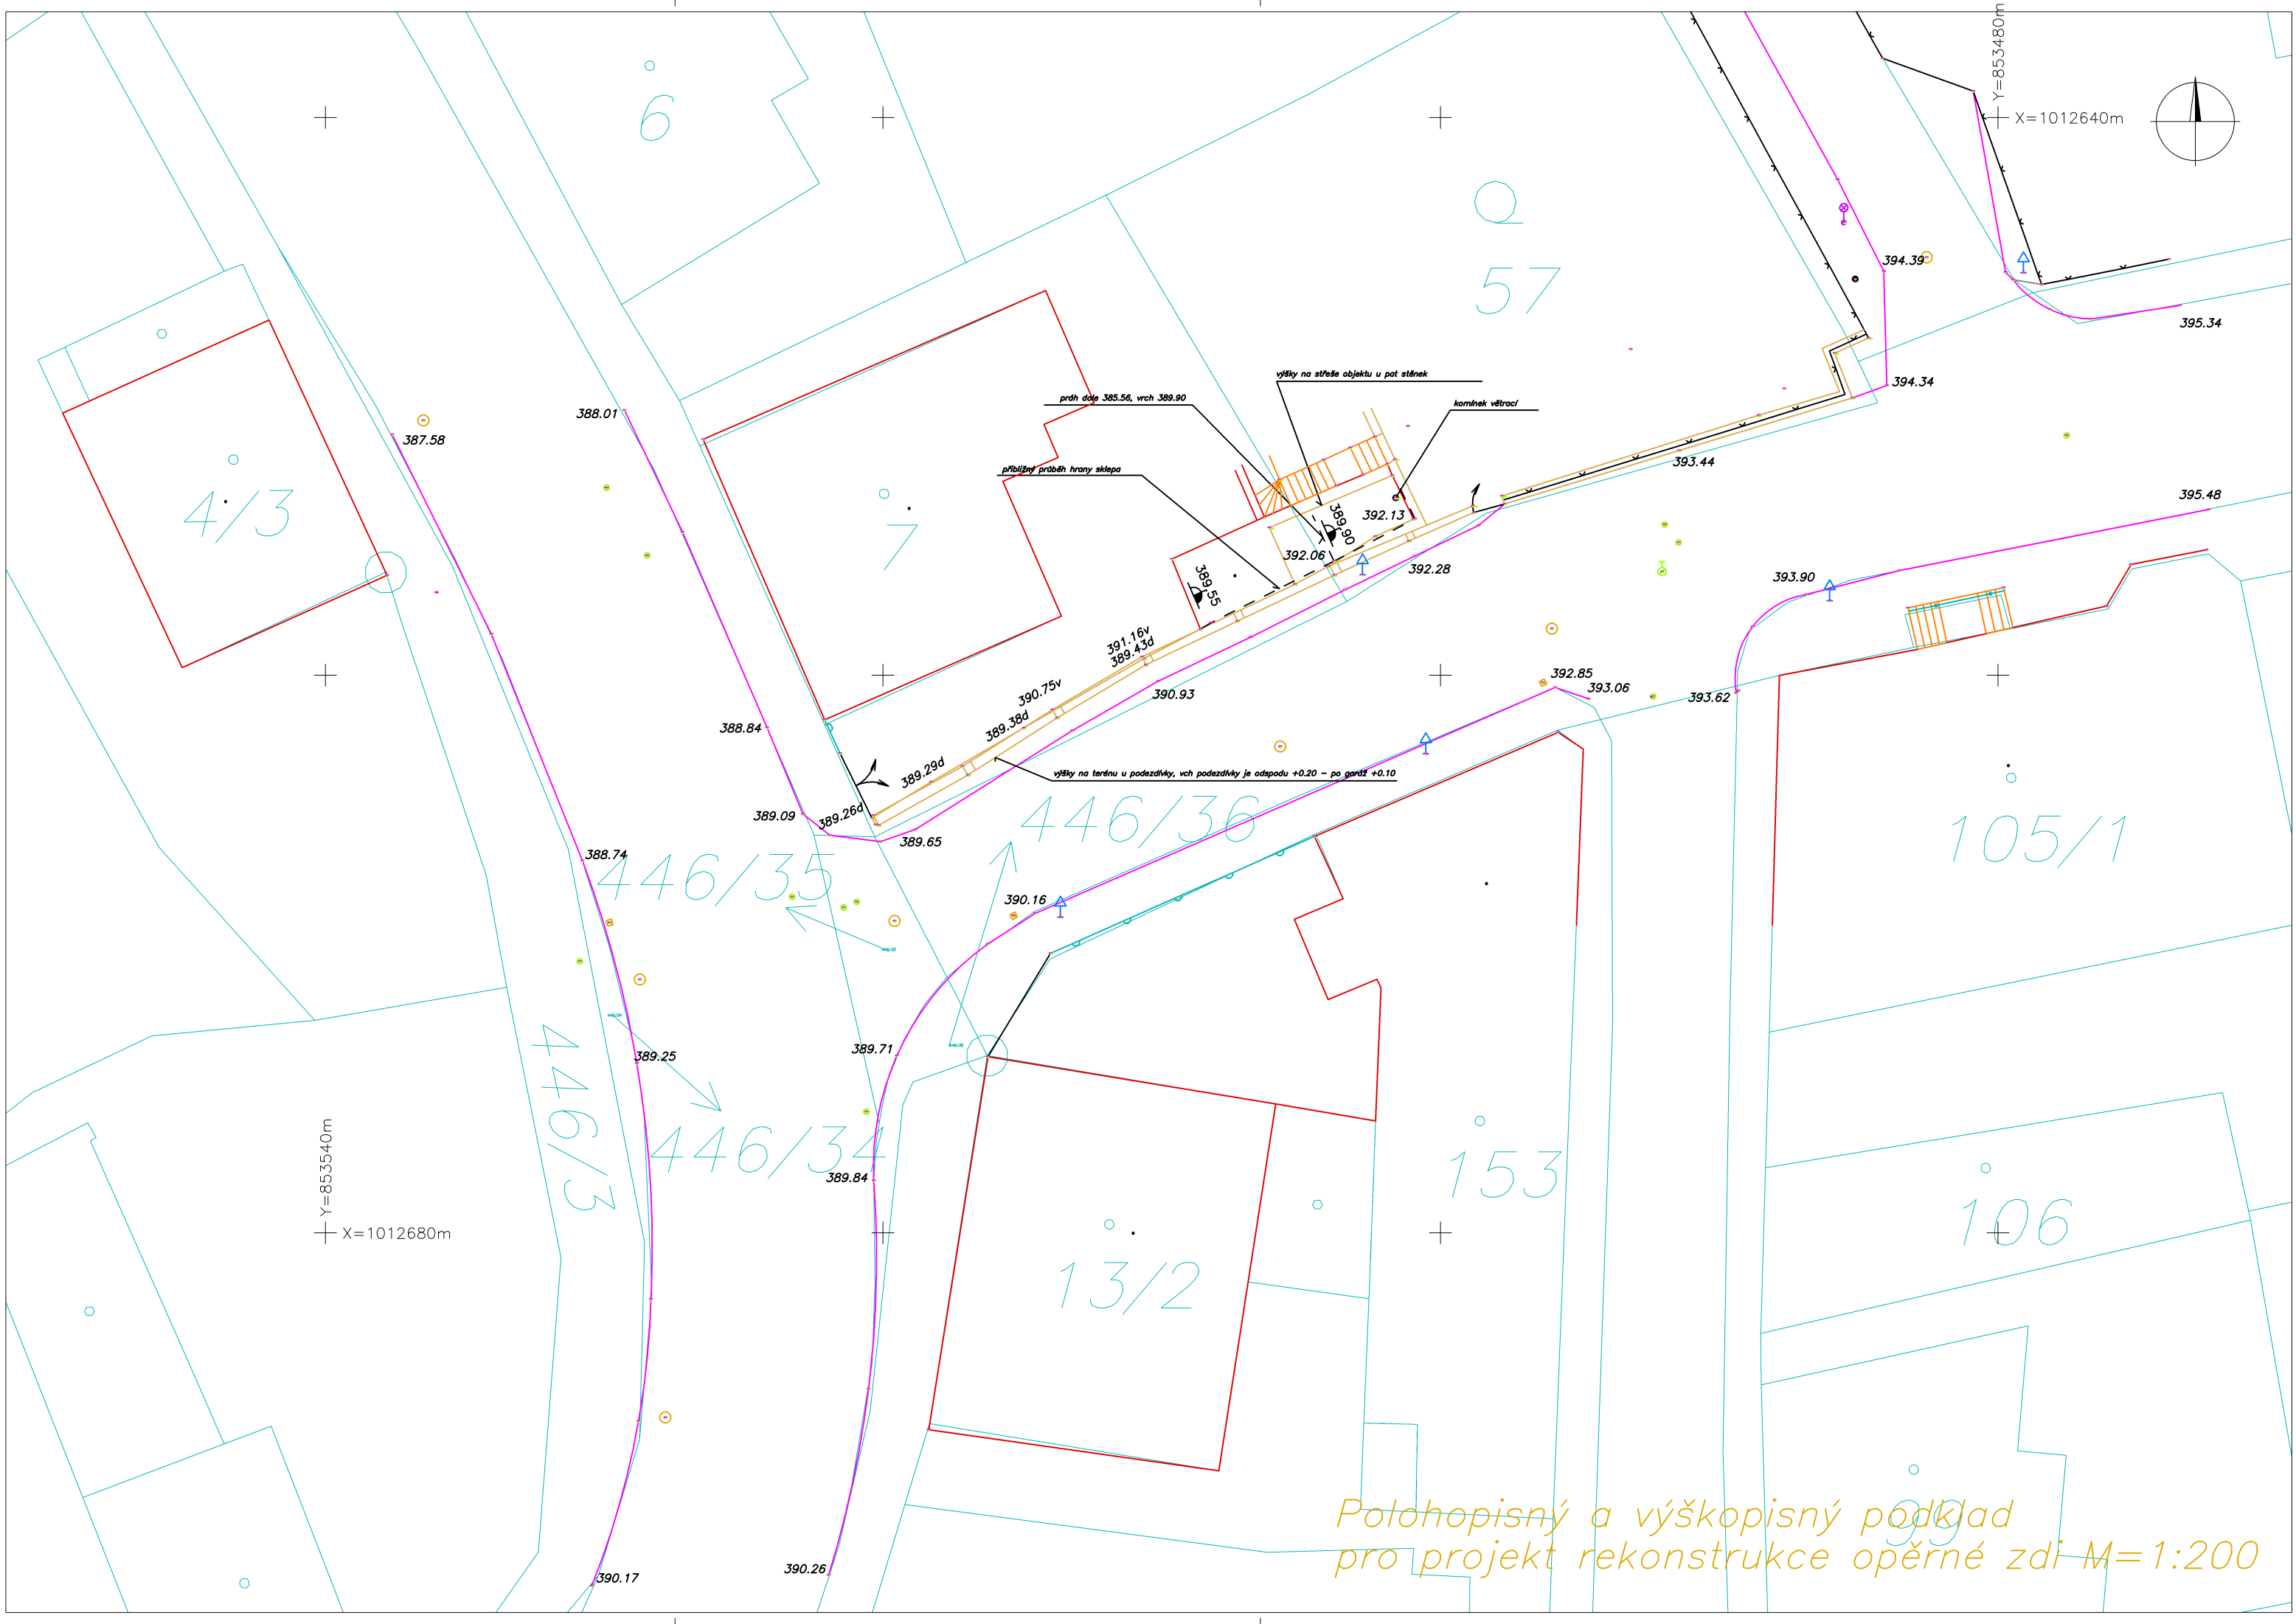 Y=853480m
X=1012640m
6
57
394.39
395.34
394.34
výšky na střeše objektu u pat stěnek
práh dole 385.56, vrch 389.90
komínek větrací
388.01
387.58
přibližný průběh hrany sklepa
393.44
395.48
4/3
7
389.90
392.13
392.06
392.28
389.55
393.90
391.16v
389.43d
390.93
390.75v
389.38d
392.85
393.06
393.62
388.84
389.29d
výšky na terénu u podezdívky, vch podezdívky je odspodu +0.20 – po garáž +0.10
389.09
389.26d
389.65
446/36
105/1
388.74
446/35
390.16
446/3
389.25
389.71
446/34
389.84
153
106
13/2
Y=853540m
X=1012680m
99
Polohopisný a výškopisný podklad
pro projekt rekonstrukce opěrné zdi M=1:200
390.17
390.26